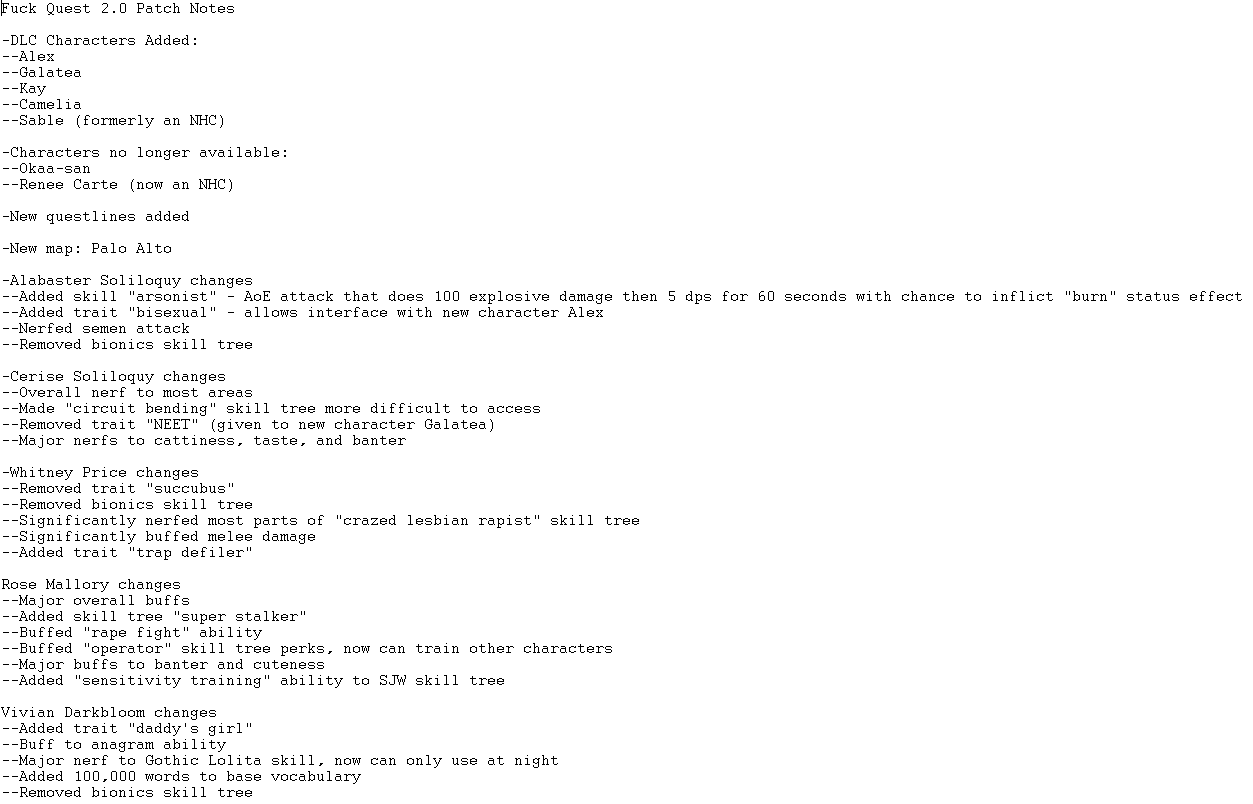 Fuck Quest 2.0 Patch Notes
-DLC Characters Added:
--Alex
--Galatea
--Kay
--Camelia
--Sable (formerly an NHC)
-Characters no longer available:
--Okaa-san
--Renee Carte (now an NHC)
-New questlines added
-New map: Palo Alto
-Alabaster Soliloquy changes
--Added skill "arsonist" - AoE attack that does 100 explosive damage then 5 dps for 60 seconds with chance to inflict "burn" status effect
--Added trait "bisexual" - allows interface with new character Alex
--Nerfed semen attack
--Removed bionics skill tree
-Cerise Soliloquy changes
--Overall nerf to most areas
--Made "circuit bending" skill tree more difficult to access
--Removed trait "NEET" (given to new character Galatea)
--Major nerfs to cattiness, taste, and banter
-Whitney Price changes
--Removed trait "succubus"
--Removed bionics skill tree
--Significantly nerfed most parts of "crazed lesbian rapist" skill tree
--Significantly buffed melee damage
--Added trait "trap defiler"
Rose Mallory changes
--Major overall buffs
--Added skill tree "super stalker"
--Buffed "rape fight" ability
--Buffed "operator" skill tree perks, now can train other characters
--Major buffs to banter and cuteness
--Added "sensitivity training" ability to SJW skill tree
Vivian Darkbloom changes
--Added trait "daddy's girl"
--Buff to anagram ability
--Major nerf to Gothic Lolita skill, now can only use at night
--Added 100,000 words to base vocabulary
--Removed bionics skill tree